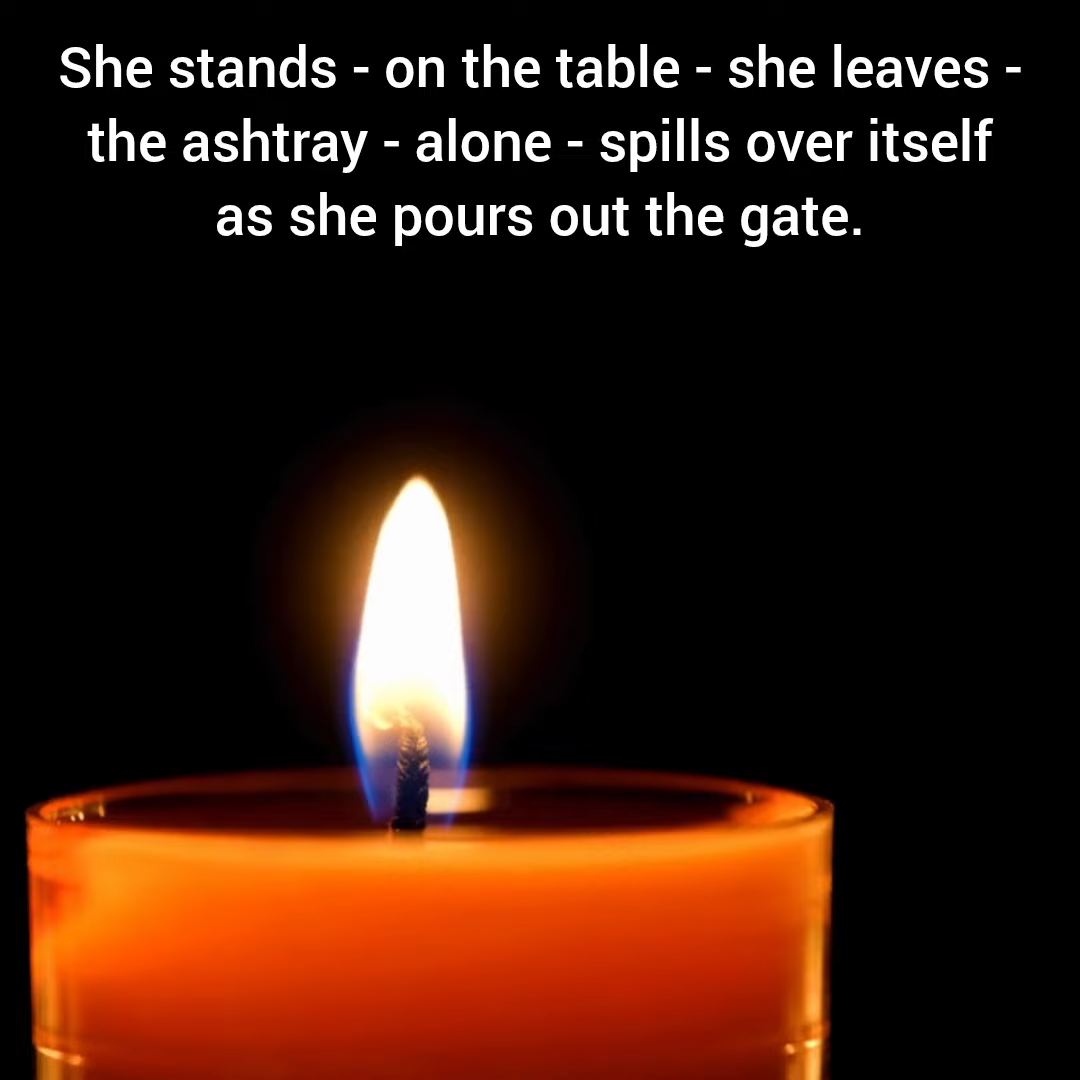 She stands - on the table - she leaves -
the ashtray - alone - spills over itself
as she pours out the gate.